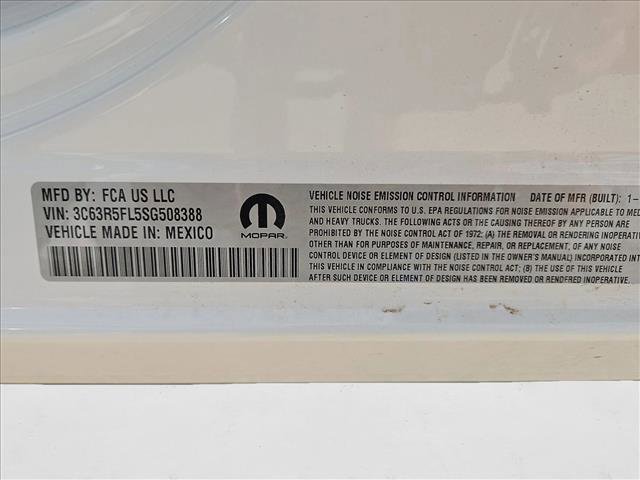 MFD BY: FCA US LLC
VIN: 3C63R5FL5SG508388
VEHICLE MADE IN: MEXICO
MOPAR
VEHICLE NOISE EMISSION CONTROL INFORMATION DATE OF MFR (BUILT): 1-
THIS VEHICLE CONFORMS TO U.S. EPA REGULATIONS FOR NOISE EMISSION APPLICABLE TO MED
AND HEAVY TRUCKS. THE FOLLOWING ACTS OR THE CAUSING THEREOF BY ANY PERSON ARE
PROHIBITED BY THE NOISE CONTROL ACT OF 1972: (A) THE REMOVAL OR RENDERING INOPERATIVE
OTHER THAN FOR PURPOSES OF MAINTENANCE, REPAIR, OR REPLACEMENT, OF ANY NOISE
CONTROL DEVICE OR ELEMENT OF DESIGN (LISTED IN THE OWNER'S MANUAL) INCORPORATED INT
THIS VEHICLE IN COMPLIANCE WITH THE NOISE CONTROL ACT; (B) THE USE OF THIS VEHICLE
AFTER SUCH DEVICE OR ELEMENT OF DESIGN HAS BEEN REMOVED OR RENDERED INOPERATIVE.